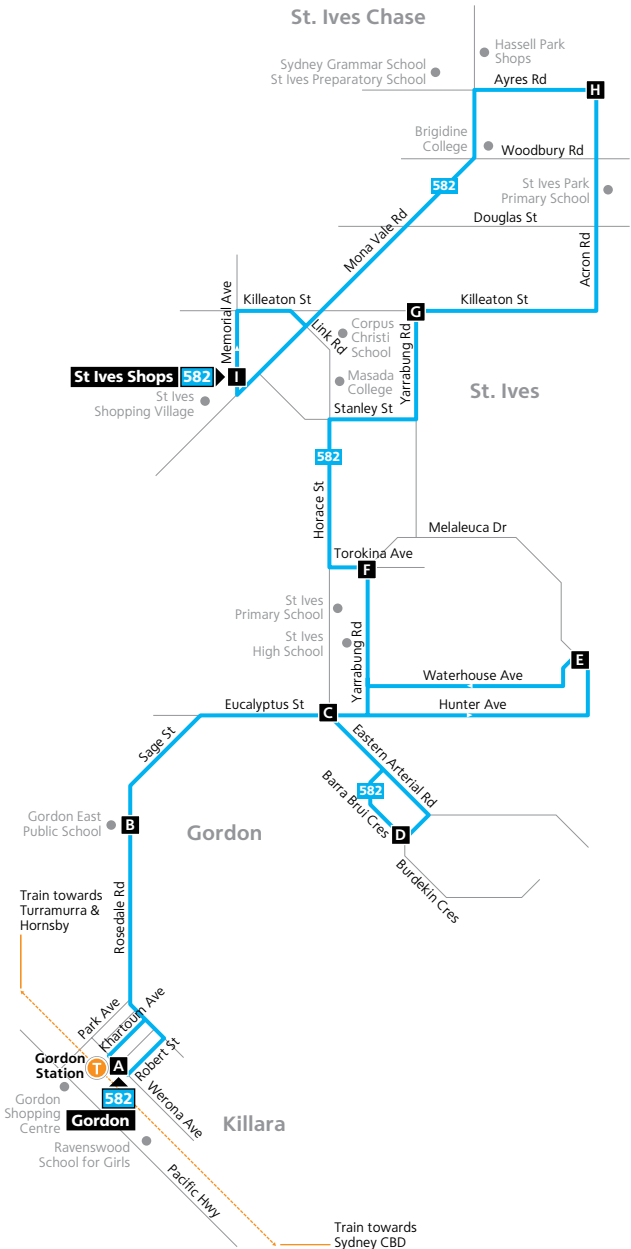 St. Ives Chase
Hassell Park
Shops
Sydney Grammar School
St Ives Preparatory School
Ayres Rd
H
Brigidine
College
Woodbury Rd
582
St Ives Park
Primary School
Mona Vale Rd
Douglas St
Acron Rd
Memorial Ave
Killeaton St
G
Killeaton St
Link Rd
Corpus
Christi
School
Yarrabung Rd
St Ives Shops
582
I
Masada
College
St. Ives
St Ives
Shopping Village
Stanley St
582
Horace St
Melaleuca Dr
Torokina Ave
F
St Ives
Primary School
St Ives
High School
Yarrabung Rd
E
Waterhouse Ave
Eucalyptus St
C
Hunter Ave
Sage St
Eastern Arterial Rd
582
Barra Brui Cres
Gordon East
Public School
B
Gordon
D
Burdekin Cres
Train towards
Turramurra &
Hornsby
Rosedale Rd
Park Ave
Khartoum Ave
Gordon
Station
T
A
Robert St
582
Gordon
Werona Ave
Gordon
Shopping
Centre
Killara
Ravenswood
School for Girls
Pacific Hwy
Train towards
Sydney CBD